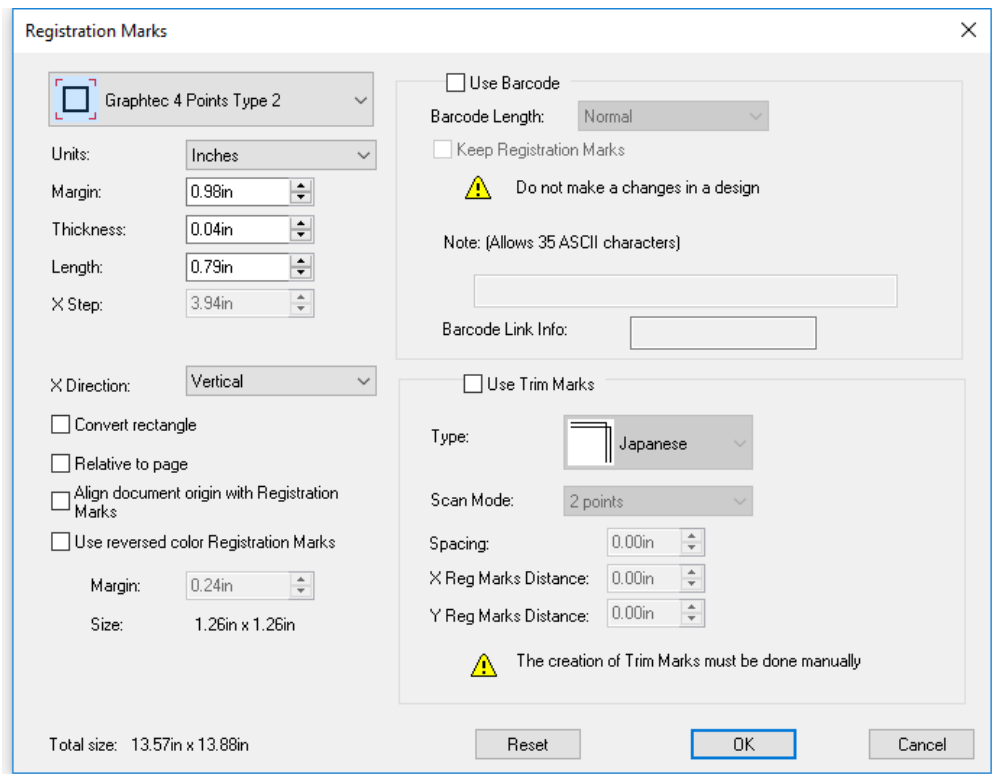 Registration Marks
Graphtec 4 Points Type 2
Units: Inches
Margin: 0.98in
Thickness: 0.04in
Length: 0.79in
X Step: 3.94in
X Direction: Vertical
Convert rectangle
Relative to page
Align document origin with Registration
Marks
Use reversed color Registration Marks
Margin: 0.24in
Size: 1.26in x 1.26in
Use Barcode
Barcode Length: Normal
Keep Registration Marks
Do not make a changes in a design
Note: (Allows 35 ASCII characters)
Barcode Link Info:
Use Trim Marks
Type: Japanese
Scan Mode: 2 points
Spacing: 0.00in
X Reg Marks Distance: 0.00in
Y Reg Marks Distance: 0.00in
The creation of Trim Marks must be done manually
Total size: 13.57in x 13.88in
Reset
OK
Cancel